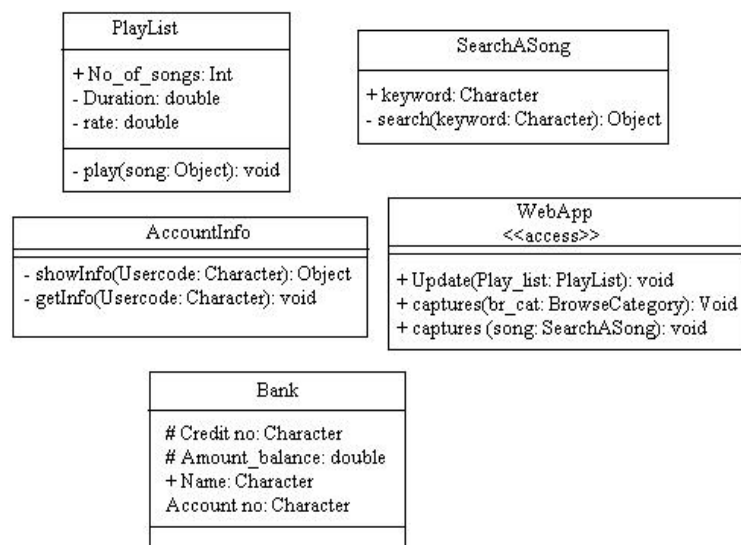 PlayList
+ No_of_songs: Int
- Duration: double
- rate: double
- play(song: Object): void
SearchASong
+ keyword: Character
- search(keyword: Character): Object
AccountInfo
- showInfo(Usercode: Character): Object
- getInfo(Usercode: Character): void
WebApp
<<access>>
+ Update(Play_list: PlayList): void
+ captures(br_cat: BrowseCategory): Void
+ captures (song: SearchASong): void
Bank
# Credit no: Character
# Amount_balance: double
+ Name: Character
Account no: Character